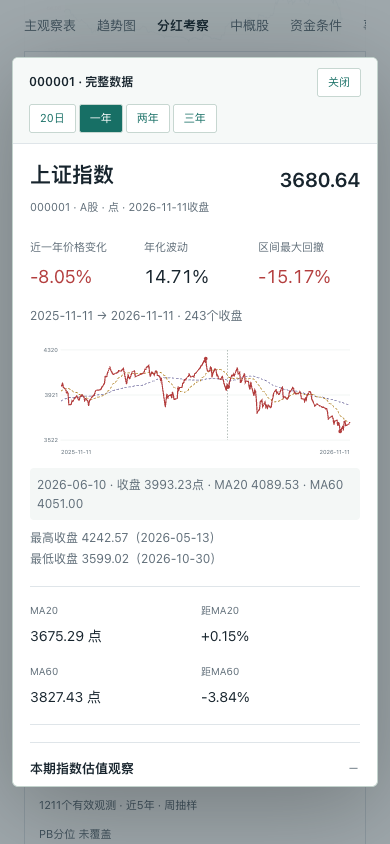 主观察表 趋势图 分红考察 中概股 资金条件
000001 · 完整数据 关闭
20日 一年 两年 三年
上证指数 3680.64
000001 · A股 · 点 · 2026-11-11收盘
近一年价格变化 年化波动 区间最大回撤
-8.05% 14.71% -15.17%
2025-11-11 → 2026-11-11 · 243个收盘
4320
3921
3522
2025-11-11 2026-11-11
2026-06-10 · 收盘 3993.23点 · MA20 4089.53 · MA60
4051.00
最高收盘 4242.57（2026-05-13）
最低收盘 3599.02（2026-10-30）
MA20 距MA20
3675.29 点 +0.15%
MA60 距MA60
3827.43 点 -3.84%
本期指数估值观察 −
1211个有效观测 · 近5年 · 周抽样
PB分位 未覆盖